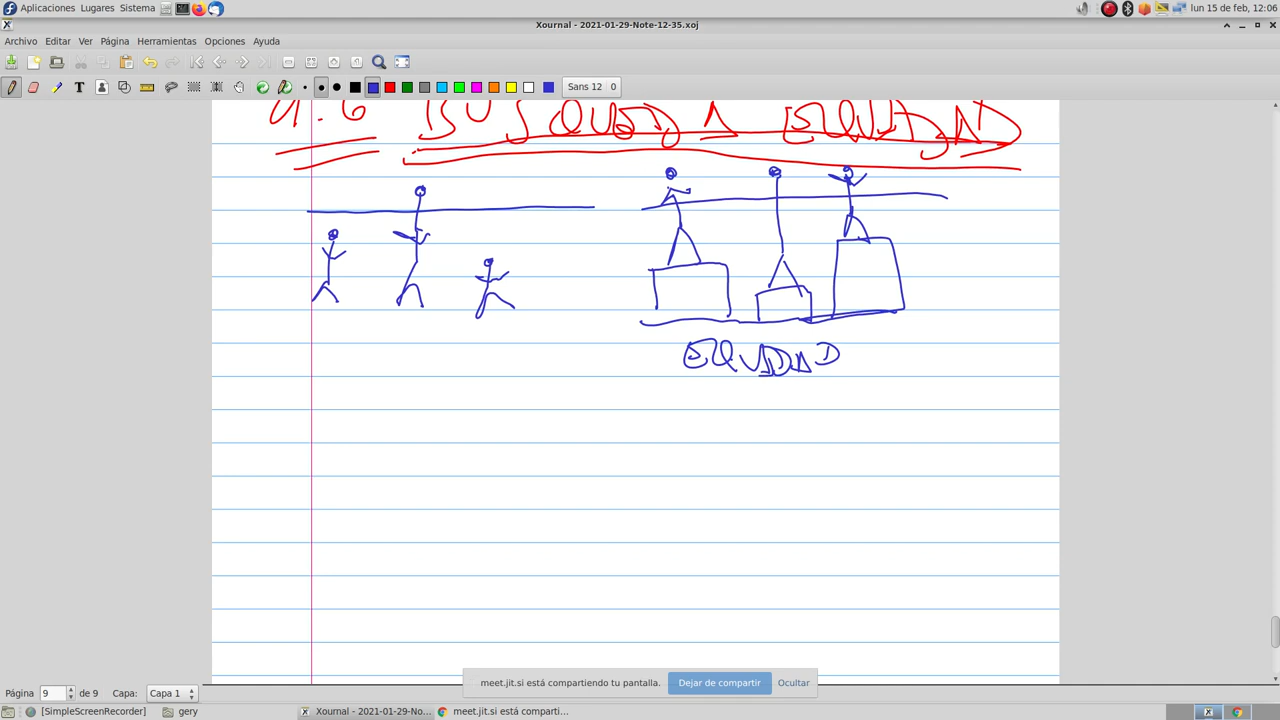 Aplicaciones Lugares Sistema lun 15 de feb, 12:06
Xournal - 2021-01-29-Note-12-35.xoj
Archivo Editar Ver Página Herramientas Opciones Ayuda
Sans 12 0
EQUIDAD
EQUIDAD
meet.jit.si está compartiendo tu pantalla. Dejar de compartir Ocultar
Página 9 de 9 Capa: Capa 1
[SimpleScreenRecorder] gery Xournal - 2021-01-29-No... meet.jit.si está comparti...